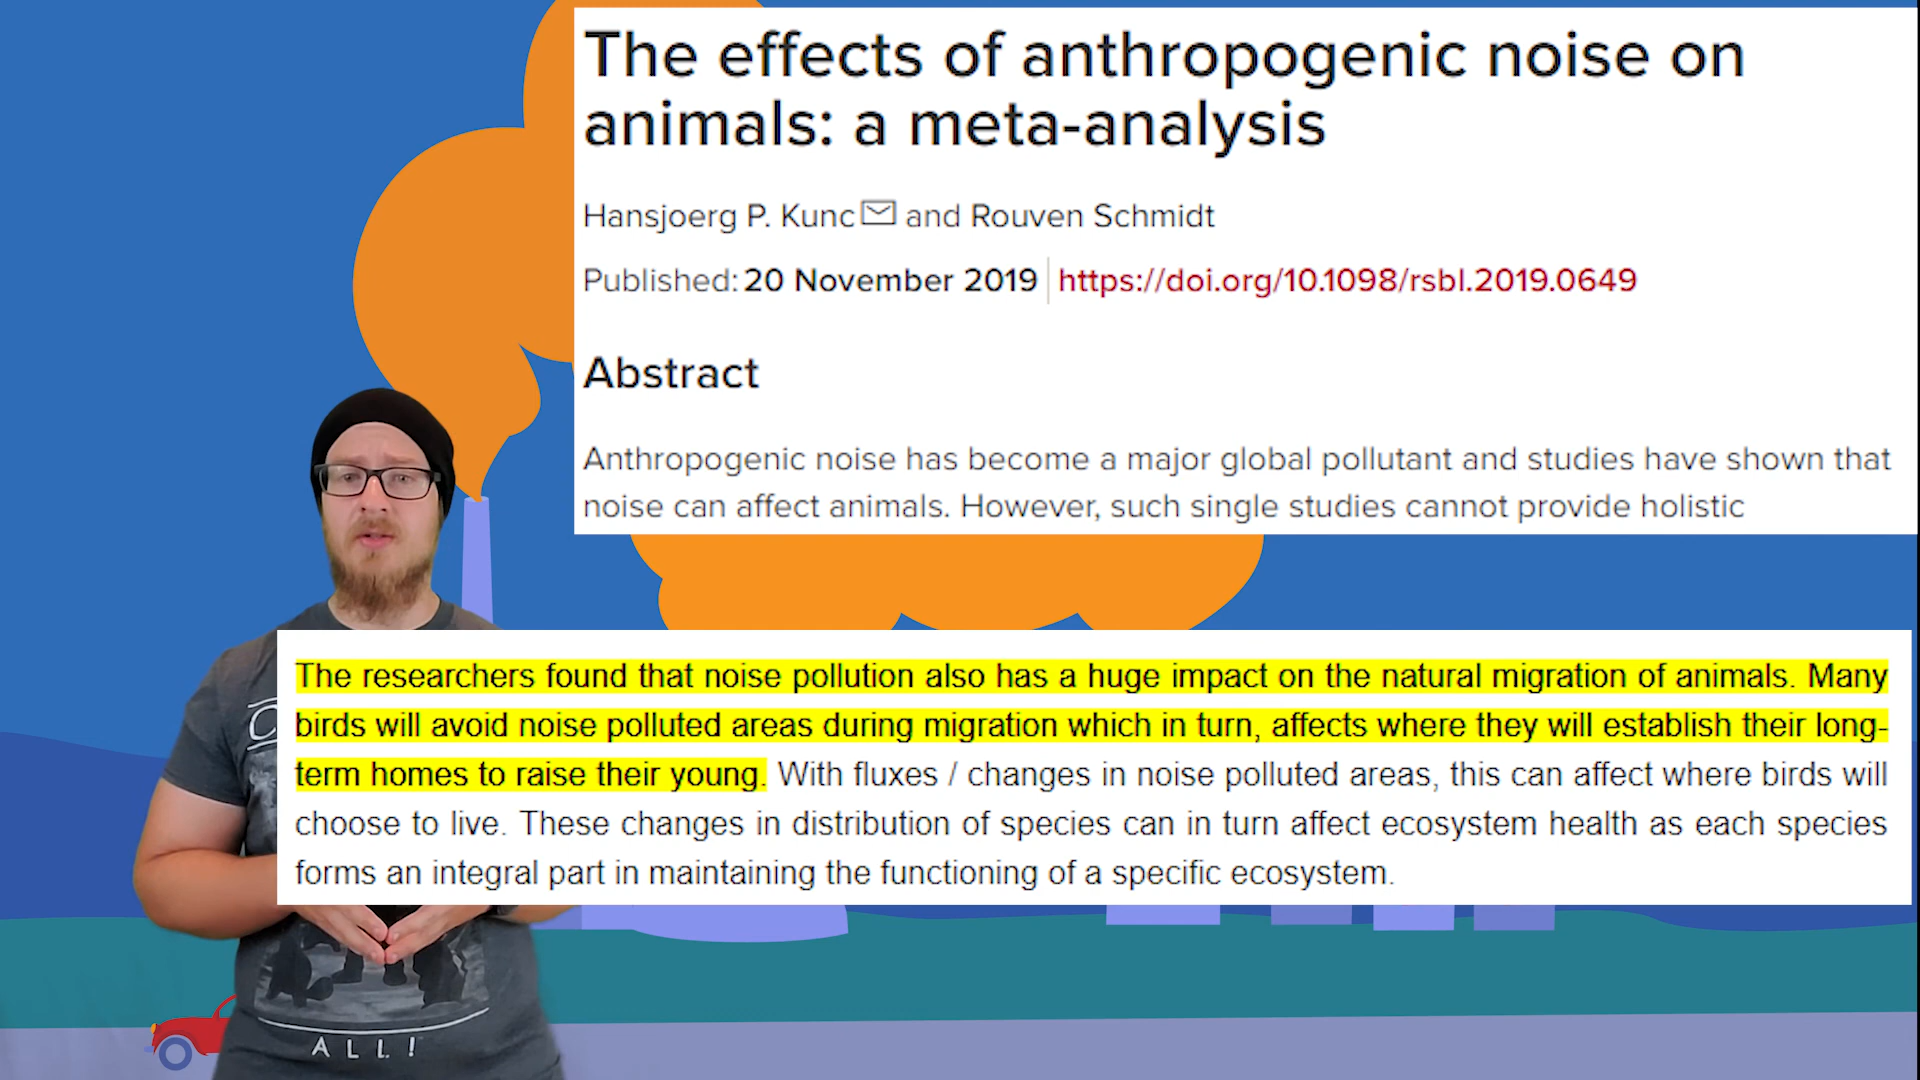 The effects of anthropogenic noise on
animals: a meta-analysis
Hansjoerg P. Kunc and Rouven Schmidt
Published: 20 November 2019 https://doi.org/10.1098/rsbl.2019.0649
Abstract
Anthropogenic noise has become a major global pollutant and studies have shown that
noise can affect animals. However, such single studies cannot provide holistic
The researchers found that noise pollution also has a huge impact on the natural migration of animals. Many
birds will avoid noise polluted areas during migration which in turn, affects where they will establish their long-
term homes to raise their young. With fluxes / changes in noise polluted areas, this can affect where birds will
choose to live. These changes in distribution of species can in turn affect ecosystem health as each species
forms an integral part in maintaining the functioning of a specific ecosystem.
ALL!